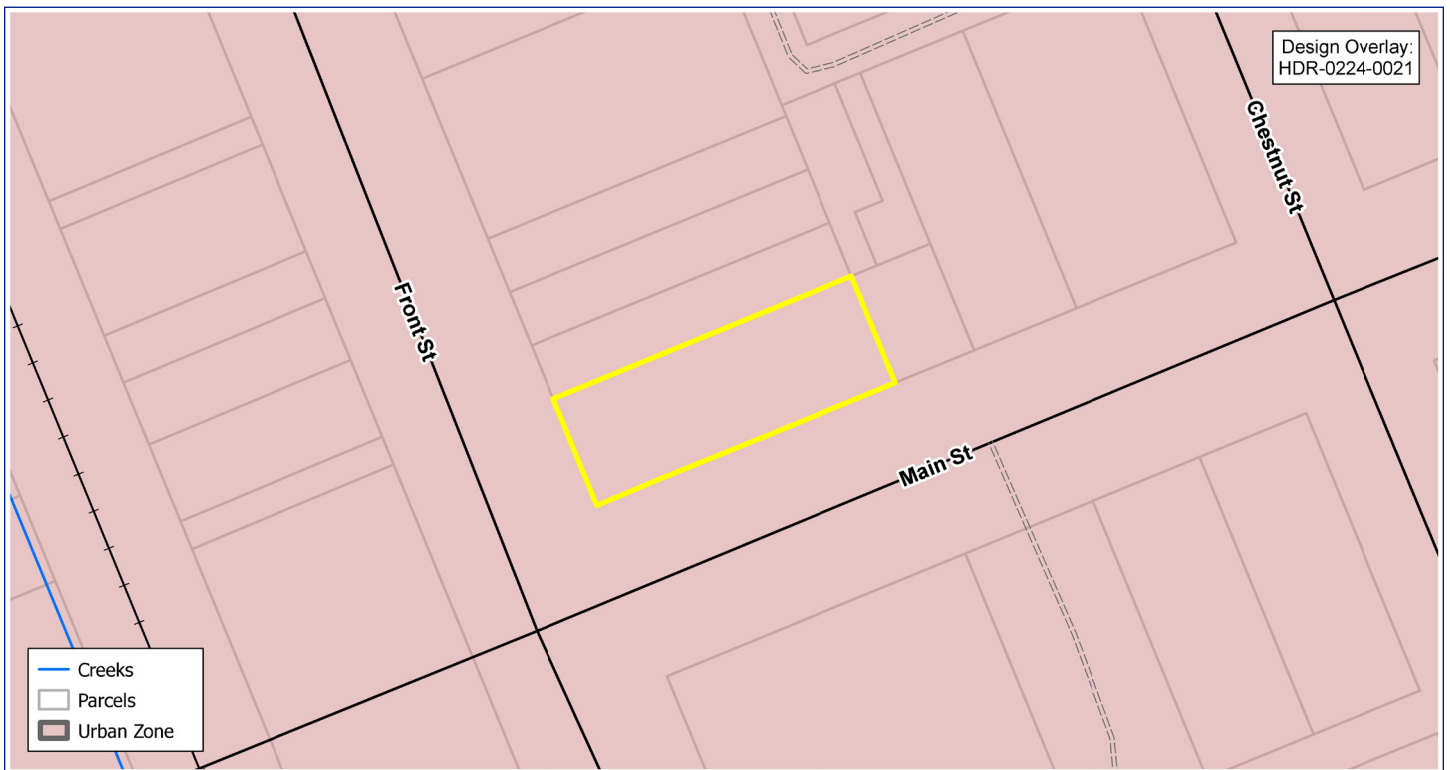 Design Overlay:
HDR-0224-0021
Chestnut St
Front St
Main St
Creeks
Parcels
Urban Zone